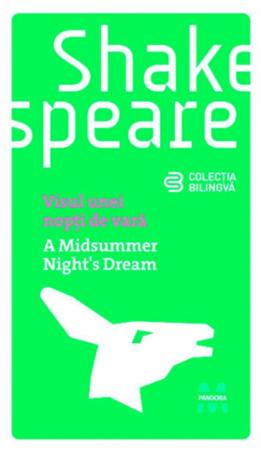 Shake
speare
COLECȚIA
BILINGVĂ
Visul unei
nopți de vară
A Midsummer
Night's Dream
PANDORA
M